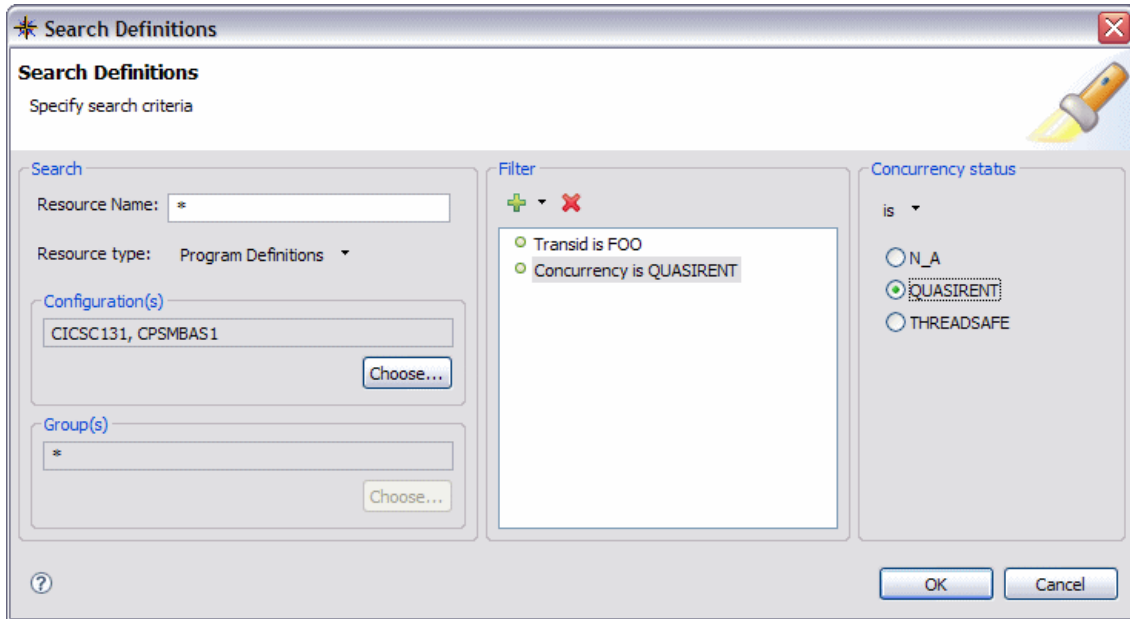 Search Definitions
Search Definitions
Specify search criteria
Search
Resource Name: *
Resource type: Program Definitions
Configuration(s)
CICSC131, CPSMBAS1
Choose...
Group(s)
*
Choose...
Filter
Transid is FOO
Concurrency is QUASIRENT
Concurrency status
is
N_A
QUASIRENT
THREADSAFE
?
OK
Cancel